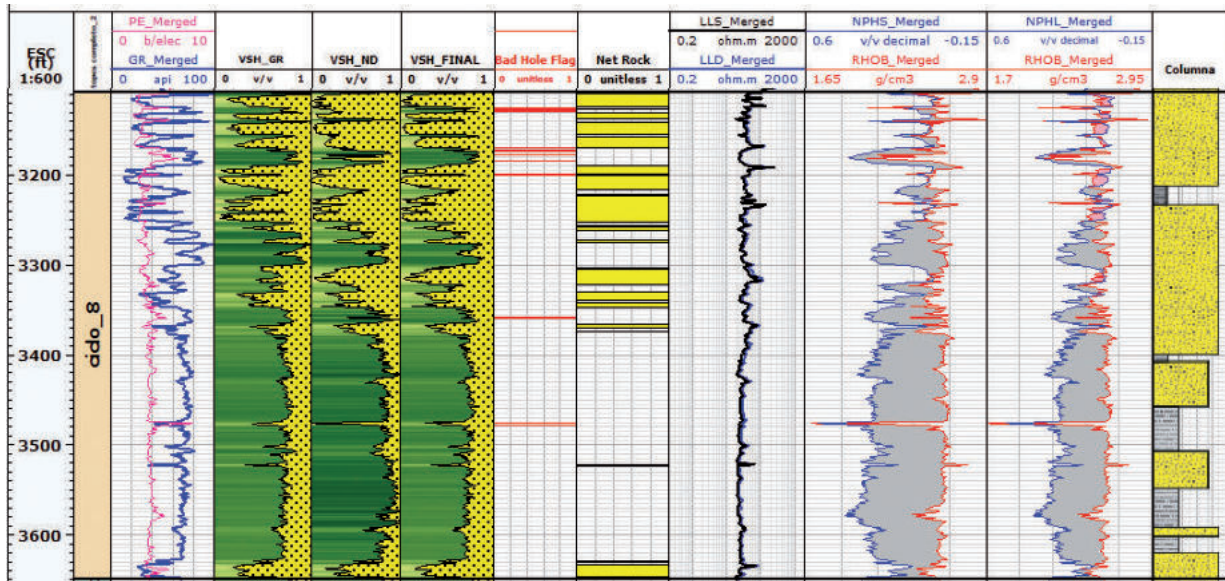 ESC
(ft)
1:600
topes completo_2
PE_Merged
0 b/elec 10
GR_Merged
0 api 100
VSH_GR
0 v/v 1
VSH_ND
0 v/v 1
VSH_FINAL
0 v/v 1
Bad Hole Flag
0 unitless 1
Net Rock
0 unitless 1
LLS_Merged
0.2 ohm.m 2000
LLD_Merged
0.2 ohm.m 2000
NPHS_Merged
0.6 v/v decimal -0.15
RHOB_Merged
1.65 g/cm3 2.9
NPHL_Merged
0.6 v/v decimal -0.15
RHOB_Merged
1.7 g/cm3 2.95
Columna
3200
3300
3400
3500
3600